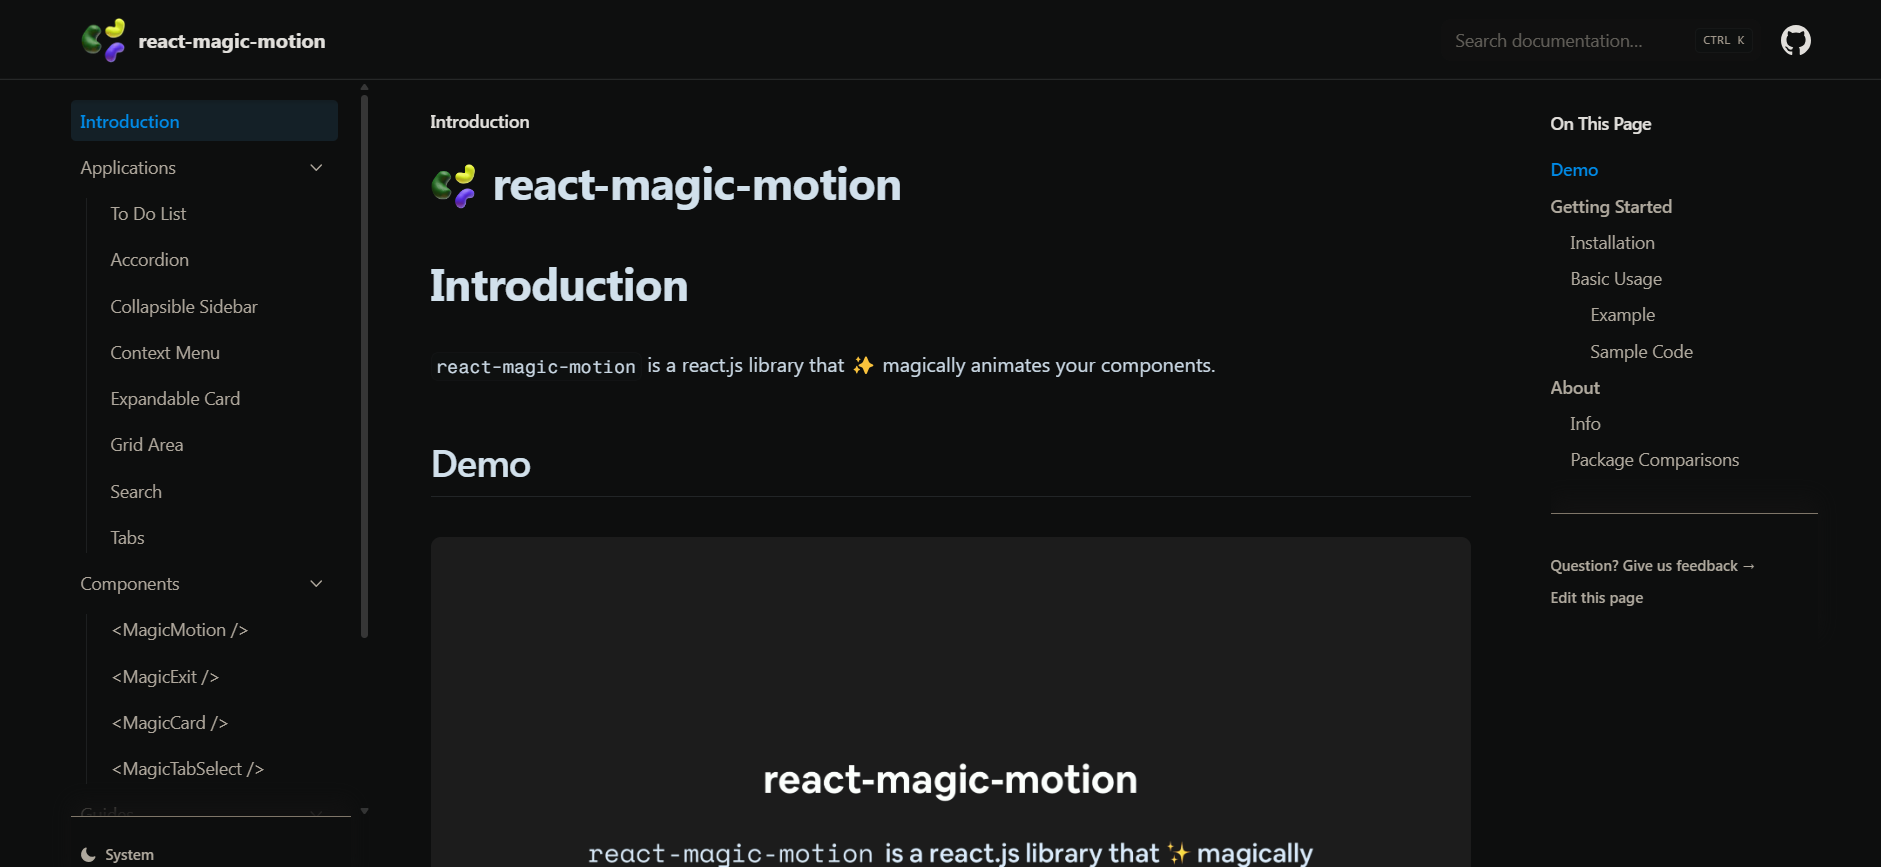 react-magic-motion
Search documentation...
CTRL K
Introduction
Applications
To Do List
Accordion
Collapsible Sidebar
Context Menu
Expandable Card
Grid Area
Search
Tabs
Components
<MagicMotion />
<MagicExit />
<MagicCard />
<MagicTabSelect />
Guides
System
Introduction
react-magic-motion
Introduction
react-magic-motion is a react.js library that ✨ magically animates your components.
Demo
react-magic-motion
react-magic-motion is a react.js library that ✨ magically
On This Page
Demo
Getting Started
Installation
Basic Usage
Example
Sample Code
About
Info
Package Comparisons
Question? Give us feedback →
Edit this page